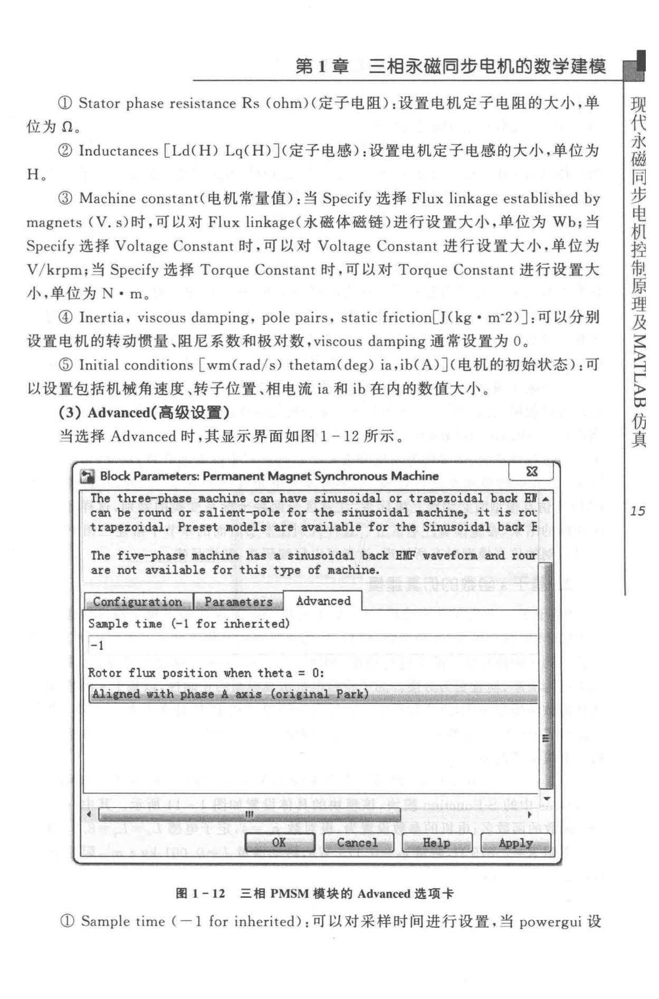 第 1 章 三相永磁同步电机的数学建模
① Stator phase resistance Rs (ohm)(定子电阻):设置电机定子电阻的大小,单
位为 Ω。
② Inductances [Ld(H) Lq(H)](定子电感):设置电机定子电感的大小,单位为
H。
③ Machine constant(电机常量值):当 Specify 选择 Flux linkage established by
magnets (V. s)时,可以对 Flux linkage(永磁体磁链)进行设置大小,单位为 Wb;当
Specify 选择 Voltage Constant 时,可以对 Voltage Constant 进行设置大小,单位为
V/krpm;当 Specify 选择 Torque Constant 时,可以对 Torque Constant 进行设置大
小,单位为 N·m。
④ Inertia, viscous damping, pole pairs, static friction[J(kg·m^2)]:可以分别
设置电机的转动惯量、阻尼系数和极对数,viscous damping 通常设置为 0。
⑤ Initial conditions [wm(rad/s) thetam(deg) ia,ib(A)](电机的初始状态):可
以设置包括机械角速度、转子位置、相电流 ia 和 ib 在内的数值大小。
(3) Advanced(高级设置)
当选择 Advanced 时,其显示界面如图 1-12 所示。
Block Parameters: Permanent Magnet Synchronous Machine
The three-phase machine can have sinusoidal or trapezoidal back EM
can be round or salient-pole for the sinusoidal machine, it is rou
trapezoidal. Preset models are available for the Sinusoidal back E
The five-phase machine has a sinusoidal back EMF waveform and rour
are not available for this type of machine.
Configuration Parameters Advanced
Sample time (-1 for inherited)
-1
Rotor flux position when theta = 0:
Aligned with phase A axis (original Park)
OK Cancel Help Apply
图 1-12 三相 PMSM 模块的 Advanced 选项卡
① Sample time (-1 for inherited):可以对采样时间进行设置,当 powergui 设
现代永磁同步电机控制原理及 MATLAB 仿真
15